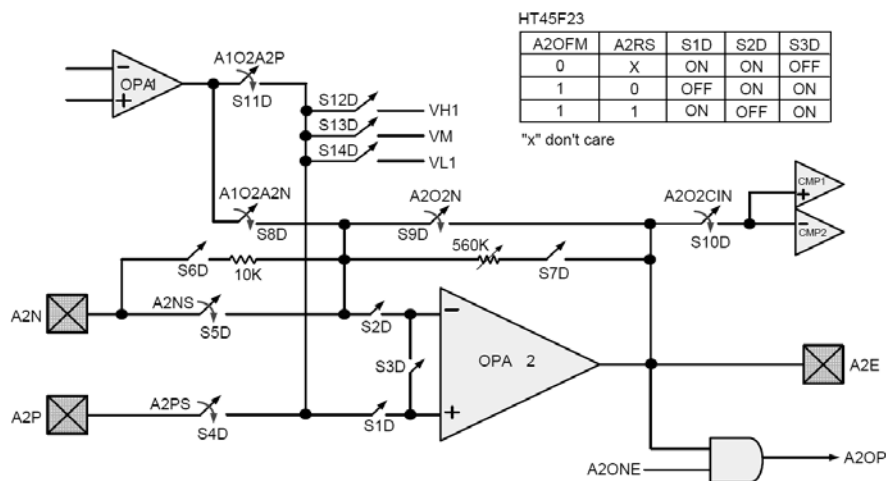 HT45F23
A2OFM A2RS S1D S2D S3D
0 X ON ON OFF
1 0 OFF ON ON
1 1 ON OFF ON
"x" don't care
OPA1
A1O2A2P
S11D
S12D
VH1
S13D
VM
S14D
VL1
A1O2A2N
S8D
A2O2N
S9D
A2O2CIN
S10D
CMP1
CMP2
S6D
10K
560K
S7D
A2N
A2NS
S5D
S2D
S3D
OPA 2
A2E
A2P
A2PS
S4D
S1D
A2ONE
A2OP